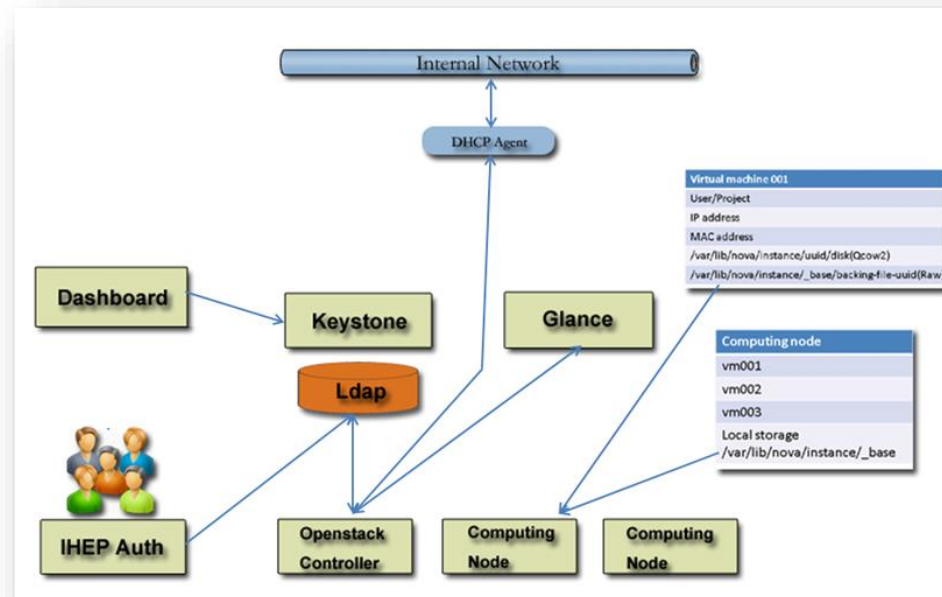 Internal Network
DHCP Agent
Virtual machine 001
User/Project
IP address
MAC address
/var/lib/nova/instance/uuid/disk(Qcow2)
/var/lib/nova/instance/_base/backing-file-uuid(Raw
Dashboard
Keystone
Glance
Ldap
Computing node
vm001
vm002
vm003
Local storage
/var/lib/nova/instance/_base
IHEP Auth
Openstack
Controller
Computing
Node
Computing
Node